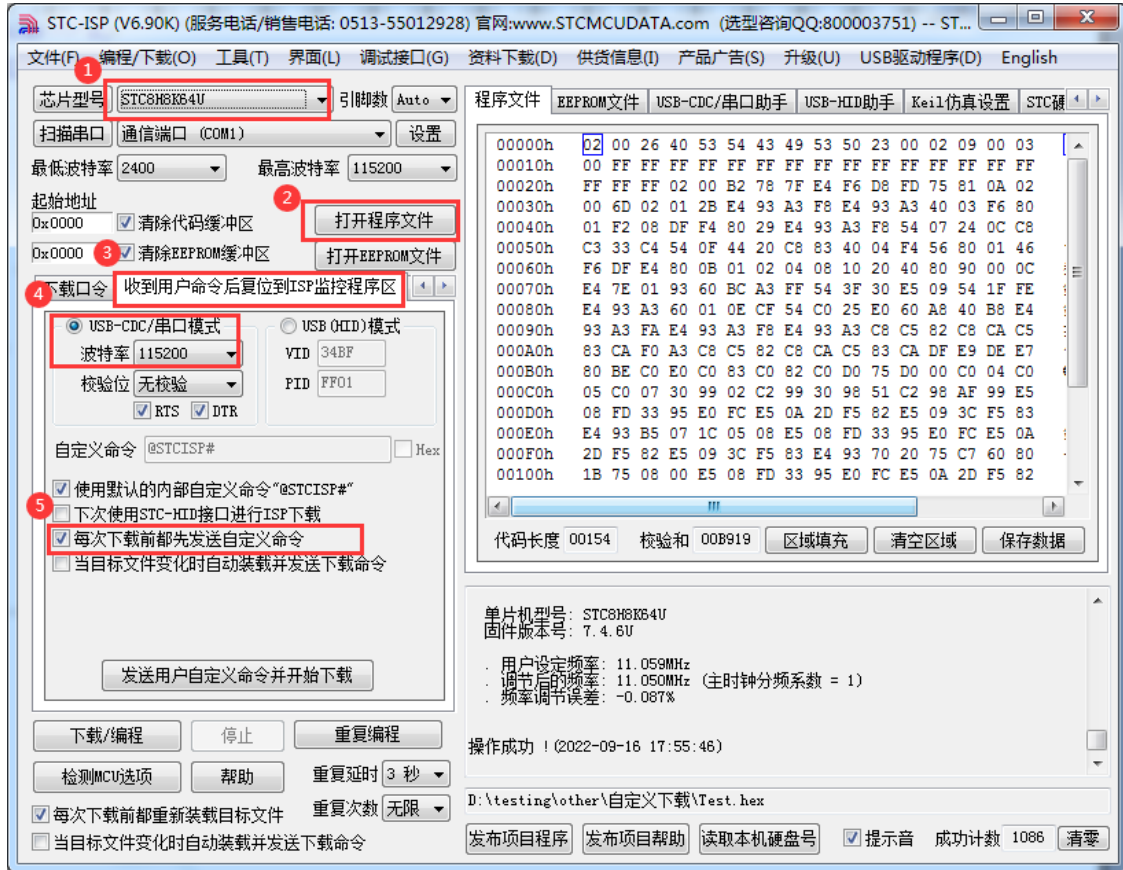 STC-ISP (V6.90K) (服务电话/销售电话: 0513-55012928) 官网:www.STCMCUDATA.com (选型咨询QQ:800003751) -- ST...
文件(F) 编程/下载(O) 工具(T) 界面(L) 调试接口(G) 资料下载(D) 供货信息(I) 产品广告(S) 升级(U) USB驱动程序(D) English
1
芯片型号 STC8H8K64U 引脚数 Auto
扫描串口 通信端口 (COM1) 设置
最低波特率 2400 最高波特率 115200
起始地址
2
0x0000 清除代码缓冲区 打开程序文件
0x0000 3 清除EEPROM缓冲区 打开EEPROM文件
4
下载口令 收到用户命令后复位到ISP监控程序区
USB-CDC/串口模式 USB(HID)模式
波特率 115200 VID 34BF
校验位 无校验 PID FF01
RTS DTR
自定义命令 @STCISP# Hex
使用默认的内部自定义命令"@STCISP#"
5
下次使用STC-HID接口进行ISP下载
每次下载前都先发送自定义命令
当目标文件变化时自动装载并发送下载命令
发送用户自定义命令并开始下载
下载/编程 停止 重复编程
检测MCU选项 帮助 重复延时 3 秒
每次下载前都重新装载目标文件 重复次数 无限
当目标文件变化时自动装载并发送下载命令
程序文件 EEPROM文件 USB-CDC/串口助手 USB-HID助手 Keil仿真设置 STC硬
00000h 02 00 26 40 53 54 43 49 53 50 23 00 02 09 00 03
00010h 00 FF FF FF FF FF FF FF FF FF FF FF FF FF FF FF
00020h FF FF FF 02 00 B2 78 7F E4 F6 D8 FD 75 81 0A 02
00030h 00 6D 02 01 2B E4 93 A3 F8 E4 93 A3 40 03 F6 80
00040h 01 F2 08 DF F4 80 29 E4 93 A3 F8 54 07 24 0C C8
00050h C3 33 C4 54 0F 44 20 C8 83 40 04 F4 56 80 01 46
00060h F6 DF E4 80 0B 01 02 04 08 10 20 40 80 90 00 0C
00070h E4 7E 01 93 60 BC A3 FF 54 3F 30 E5 09 54 1F FE
00080h E4 93 A3 60 01 0E CF 54 C0 25 E0 60 A8 40 B8 E4
00090h 93 A3 FA E4 93 A3 F8 E4 93 A3 C8 C5 82 C8 CA C5
000A0h 83 CA F0 A3 C8 C5 82 C8 CA C5 83 CA DF E9 DE E7
000B0h 80 BE C0 E0 C0 83 C0 82 C0 D0 75 D0 00 C0 04 C0
000C0h 05 C0 07 30 99 02 C2 99 30 98 51 C2 98 AF 99 E5
000D0h 08 FD 33 95 E0 FC E5 0A 2D F5 82 E5 09 3C F5 83
000E0h E4 93 B5 07 1C 05 08 E5 08 FD 33 95 E0 FC E5 0A
000F0h 2D F5 82 E5 09 3C F5 83 E4 93 70 20 75 C7 60 80
00100h 1B 75 08 00 E5 08 FD 33 95 E0 FC E5 0A 2D F5 82
代码长度 00154 校验和 00B919 区域填充 清空区域 保存数据
单片机型号: STC8H8K64U
固件版本号: 7.4.6U
. 用户设定频率: 11.059MHz
. 调节后的频率: 11.050MHz (主时钟分频系数 = 1)
. 频率调节误差: -0.087%
操作成功 !(2022-09-16 17:55:46)
D:\testing\other\自定义下载\Test.hex
发布项目程序 发布项目帮助 读取本机硬盘号 提示音 成功计数 1086 清零